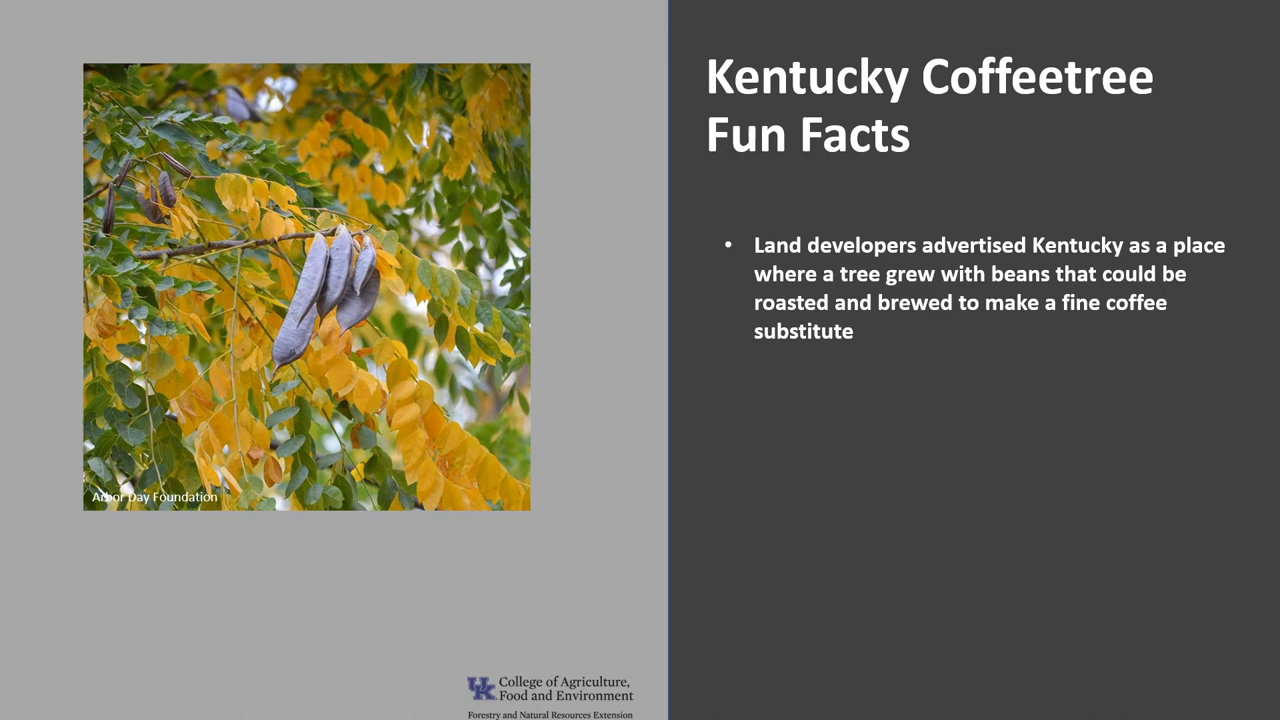 Kentucky Coffeetree
Fun Facts
• Land developers advertised Kentucky as a place
where a tree grew with beans that could be
roasted and brewed to make a fine coffee
substitute
Arbor Day Foundation
UK College of Agriculture,
Food and Environment
Forestry and Natural Resources Extension